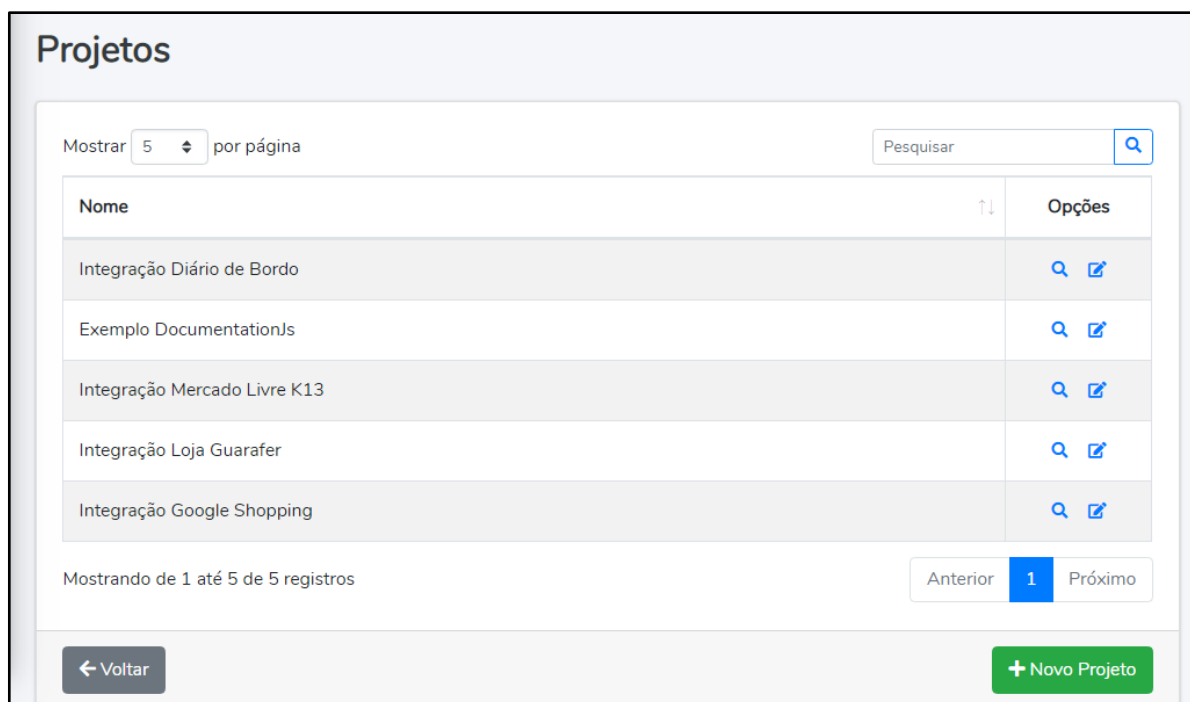 Projetos
Mostrar 5 por página Pesquisar
Nome Opções
Integração Diário de Bordo
Exemplo DocumentationJs
Integração Mercado Livre K13
Integração Loja Guarafer
Integração Google Shopping
Mostrando de 1 até 5 de 5 registros Anterior 1 Próximo
Voltar Novo Projeto